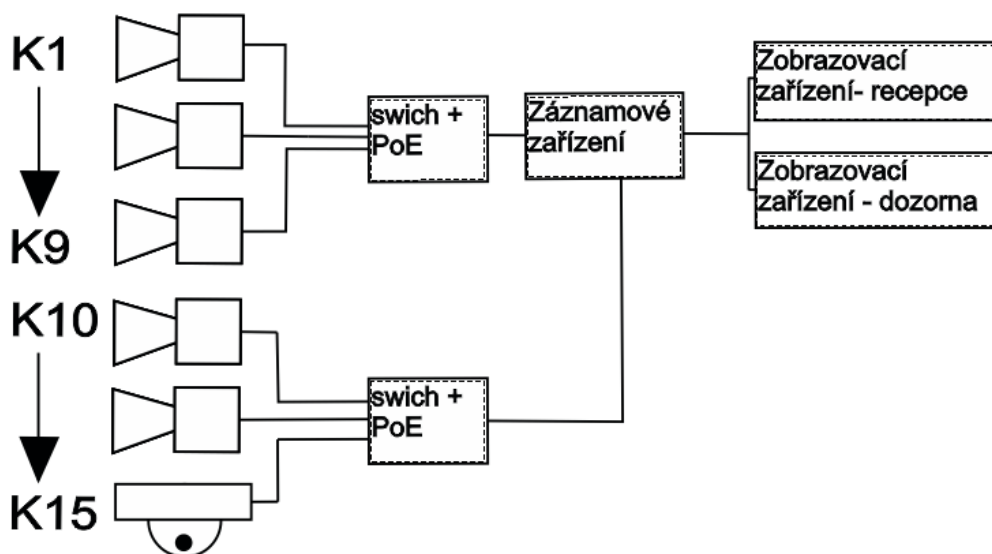 K1
K9
K10
K15
swich +
PoE
swich +
PoE
Záznamové
zařízení
Zobrazovací
zařízení- recepce
Zobrazovací
zařízení - dozorna